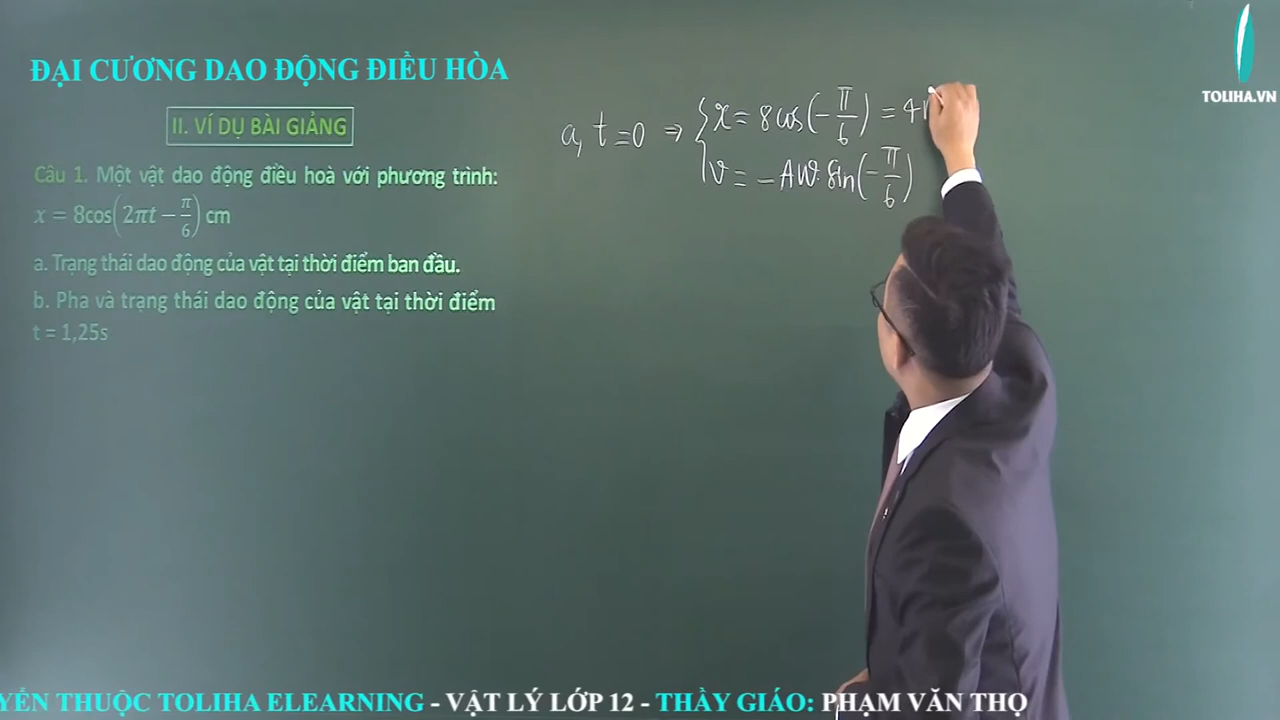 TOLIHA.VN
ĐẠI CƯƠNG DAO ĐỘNG ĐIỀU HÒA
II. VÍ DỤ BÀI GIẢNG
Câu 1. Một vật dao động điều hoà với phương trình:
x = 8cos(2πt − π/6) cm
a. Trạng thái dao động của vật tại thời điểm ban đầu.
b. Pha và trạng thái dao động của vật tại thời điểm
t = 1,25s
a, t=0 ⇒ { x = 8cos(−π/6) = 4
v = −AW. sin(−π/6)
YỄN THUỘC TOLIHA ELEARNING - VẬT LÝ LỚP 12 - THẦY GIÁO: PHẠM VĂN THỌ